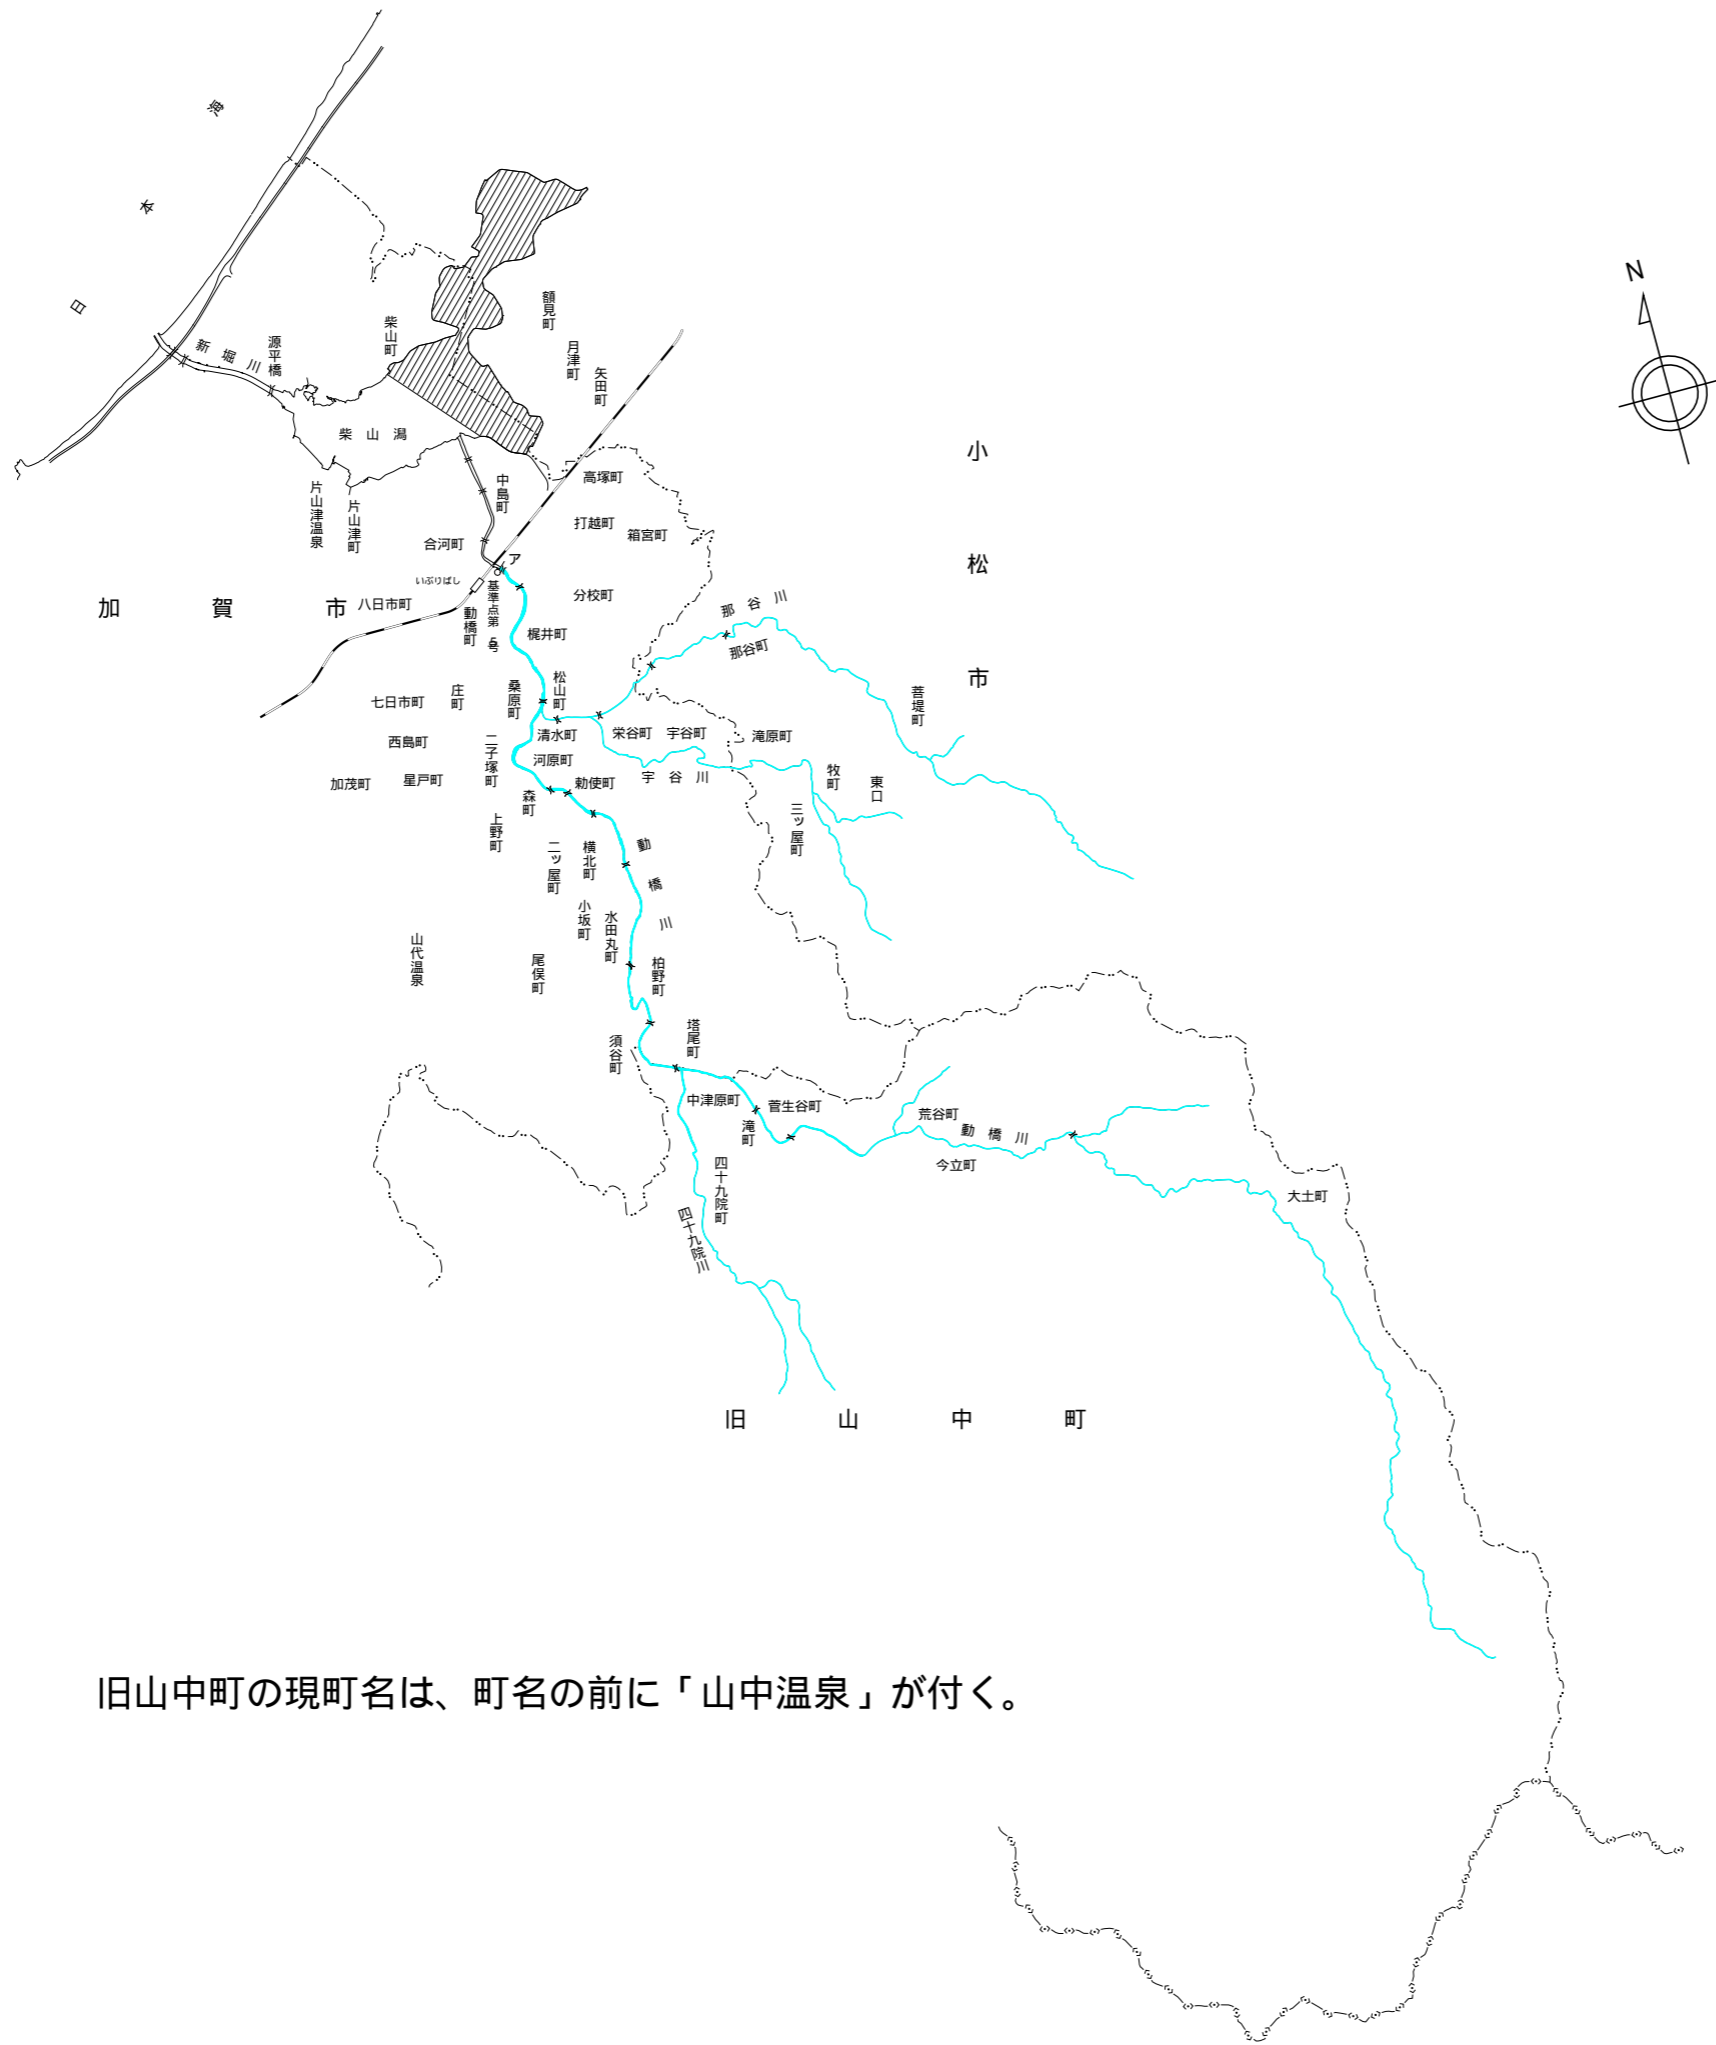 日本海
N
額見町
柴山町
月津町
矢田町
新堀川
源平橋
柴山潟
小松市
高塚町
中島町
片山津温泉
片山津町
打越町
箱宮町
合河町
ア
いぶりばし
基準点第5号
分校町
加賀市
八日市町
動橋町
梶井町
那谷川
那谷町
松山町
桑原町
庄町
七日市町
菩堤町
清水町
栄谷町
宇谷町
滝原町
西島町
二子塚町
河原町
加茂町
星戸町
勅使町
宇谷川
牧町
東口
森町
三ッ屋町
上野町
二ッ屋町
横北町
動橋川
小坂町
水田丸町
山代温泉
尾俣町
柏野町
塔尾町
須谷町
中津原町
菅生谷町
滝町
荒谷町
動橋川
今立町
四十九院町
大土町
四十九院川
旧山中町
旧山中町の現町名は、町名の前に「山中温泉」が付く。